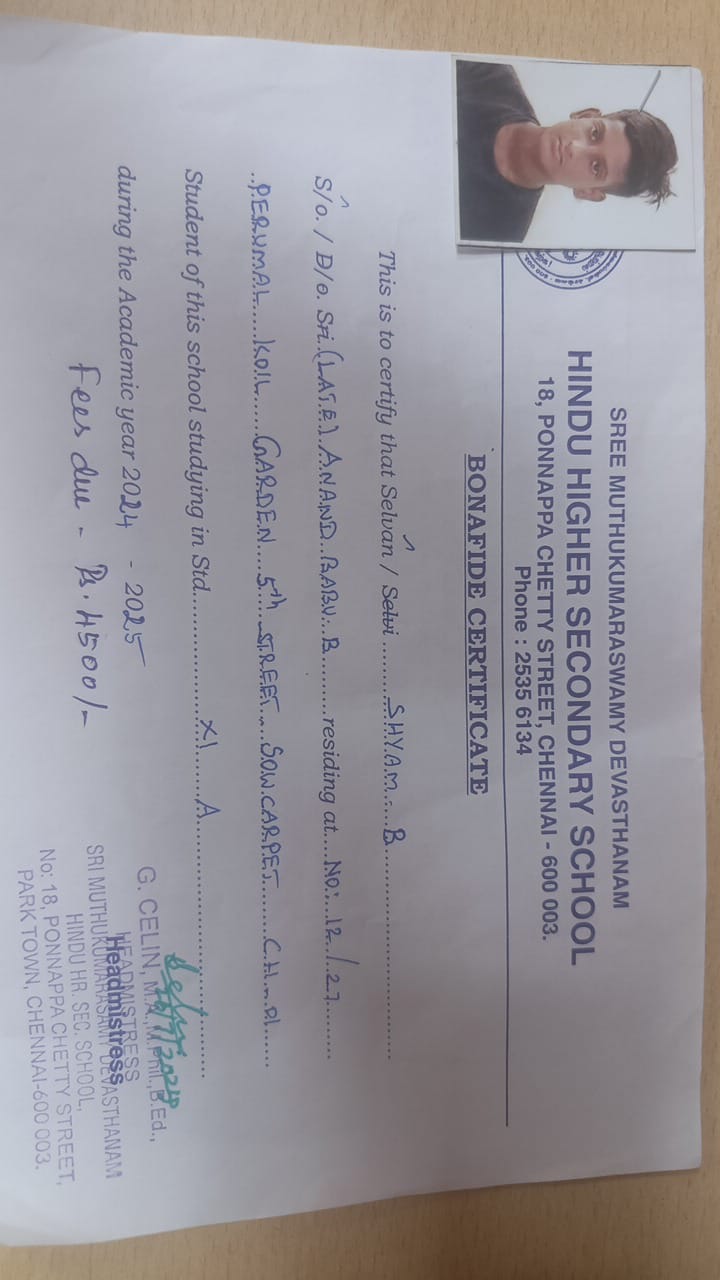 SREE MUTHUKUMARASWAMY DEVASTHANAM
HINDU HIGHER SECONDARY SCHOOL
18, PONNAPPA CHETTY STREET, CHENNAI - 600 003.
Phone : 2535 6134
BONAFIDE CERTIFICATE
This is to certify that Selvan / Selvi ........SHYAM....B........
S/o. / D/o. Sri.(LATE) ANAND BABU..B.........residing at....No:..12../.27........
..PERUMAL.....KOIL......GARDEN....5th...STREET...SOWCARPET.......Ch-01.....
Student of this school studying in Std.....................XI.......A........................
during the Academic year 2024 - 2025
Fees due - Rs. 4500/-
G. CELIN M.A.,M.Phil.,B.Ed.,
HEADMISTRESS
Headmistress
SRI MUTHUKUMARASAMY DEVASTHANAM
HINDU HR. SEC. SCHOOL,
No: 18, PONNAPPA CHETTY STREET,
PARK TOWN, CHENNAI-600 003.